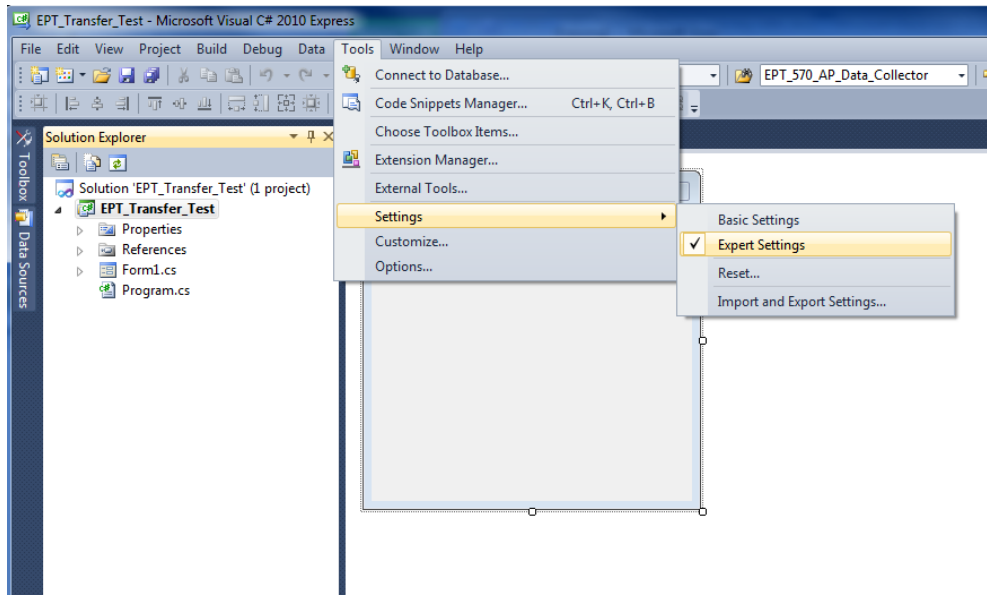 EPT_Transfer_Test - Microsoft Visual C# 2010 Express
File Edit View Project Build Debug Data Tools Window Help
Connect to Database...
EPT_570_AP_Data_Collector
Code Snippets Manager... Ctrl+K, Ctrl+B
Choose Toolbox Items...
Extension Manager...
External Tools...
Settings
Customize...
Options...
Basic Settings
Expert Settings
Reset...
Import and Export Settings...
Toolbox
Data Sources
Solution Explorer
Solution 'EPT_Transfer_Test' (1 project)
EPT_Transfer_Test
Properties
References
Form1.cs
Program.cs